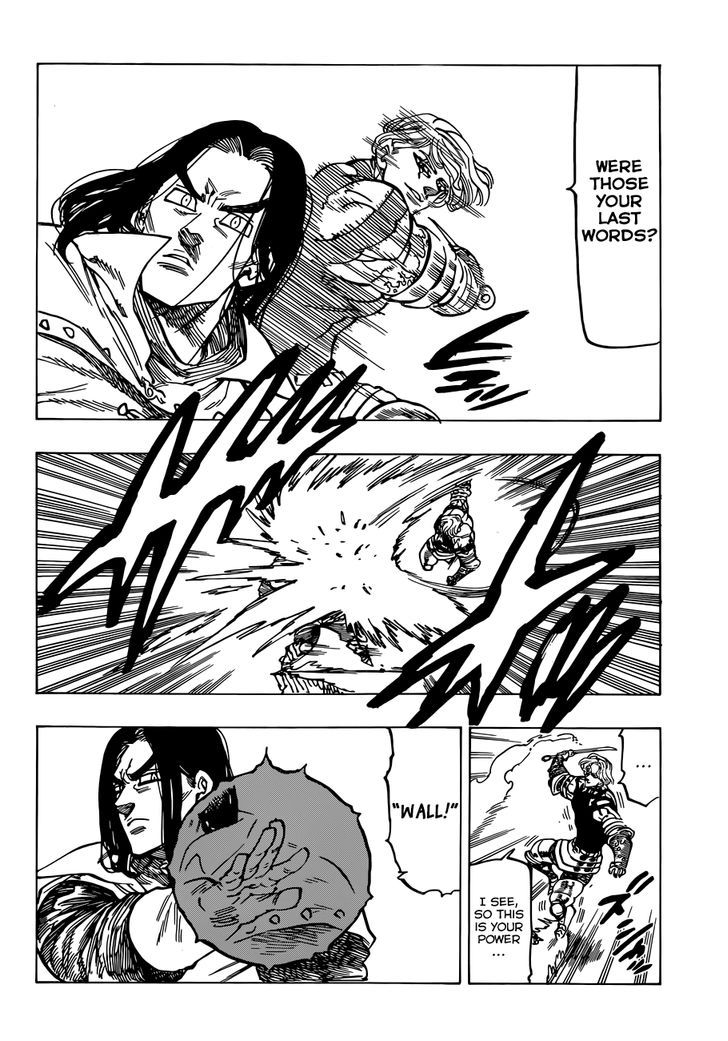 WERE
THOSE
YOUR
LAST
WORDS?
...
I SEE,
SO THIS
IS YOUR
POWER
...
"WALL!"